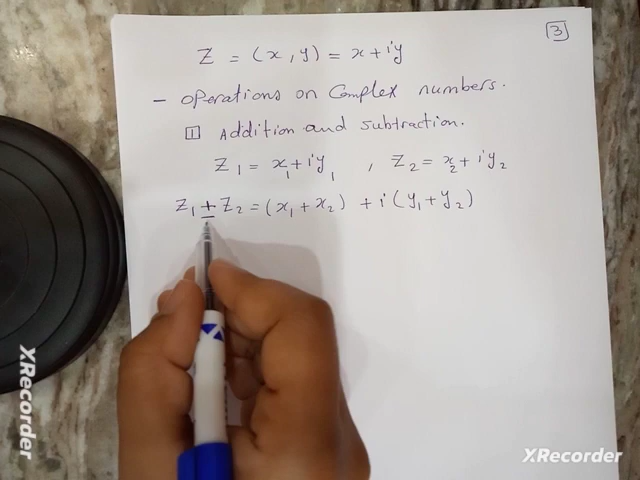 3
Z = (x, y) = x + iy
- Operations on Complex numbers.
1 Addition and subtraction.
Z₁ = x₁ + iy₁ , Z₂ = x₂ + iy₂
Z₁ ± Z₂ = (x₁ + x₂) + i(y₁ + y₂)
XRecorder
XRecorder